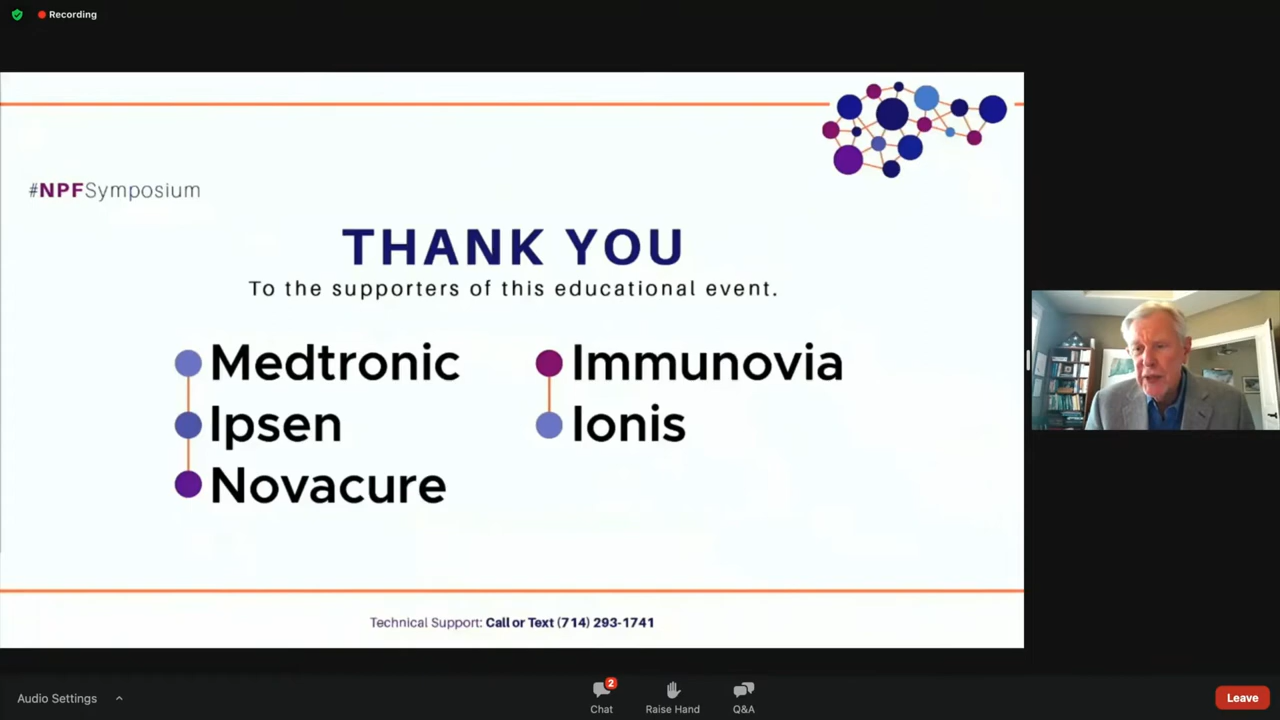 Recording
#NPFSymposium
THANK YOU
To the supporters of this educational event.
Medtronic
Ipsen
Novacure
Immunovia
Ionis
Technical Support: Call or Text (714) 293-1741
Audio Settings
2
Chat
Raise Hand
Q&A
Leave